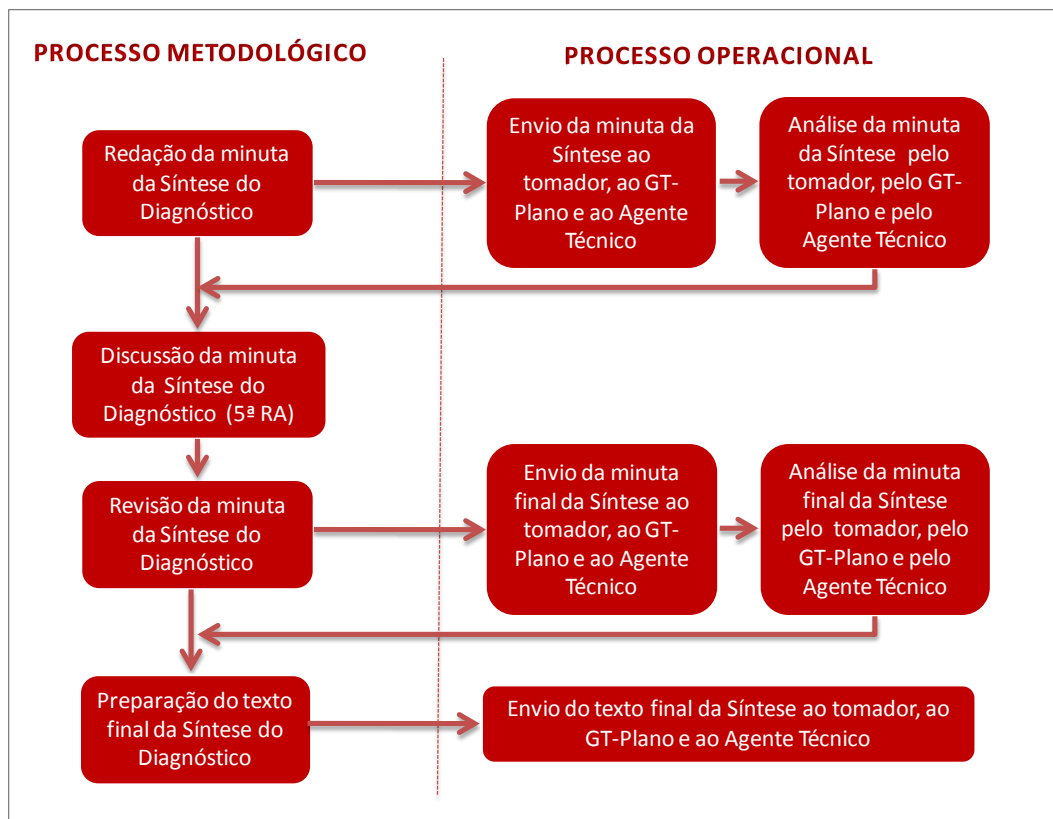 PROCESSO METODOLÓGICO
PROCESSO OPERACIONAL
Redação da minuta
da Síntese do
Diagnóstico
Envio da minuta da
Síntese ao
tomador, ao GT-
Plano e ao Agente
Técnico
Análise da minuta
da Síntese pelo
tomador, pelo GT-
Plano e pelo
Agente Técnico
Discussão da minuta
da Síntese do
Diagnóstico (5ª RA)
Revisão da minuta
da Síntese do
Diagnóstico
Envio da minuta
final da Síntese ao
tomador, ao GT-
Plano e ao Agente
Técnico
Análise da minuta
final da Síntese
pelo tomador, pelo
GT-Plano e pelo
Agente Técnico
Preparação do texto
final da Síntese do
Diagnóstico
Envio do texto final da Síntese ao tomador, ao
GT-Plano e ao Agente Técnico